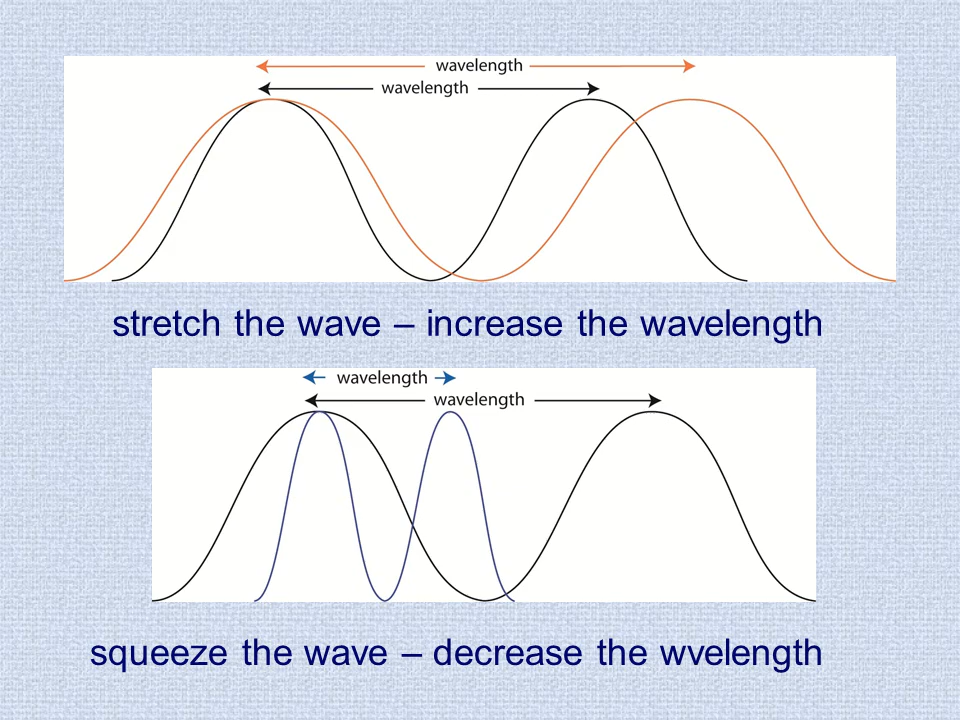 wavelength
wavelength
stretch the wave – increase the wavelength
wavelength
wavelength
squeeze the wave – decrease the wvelength